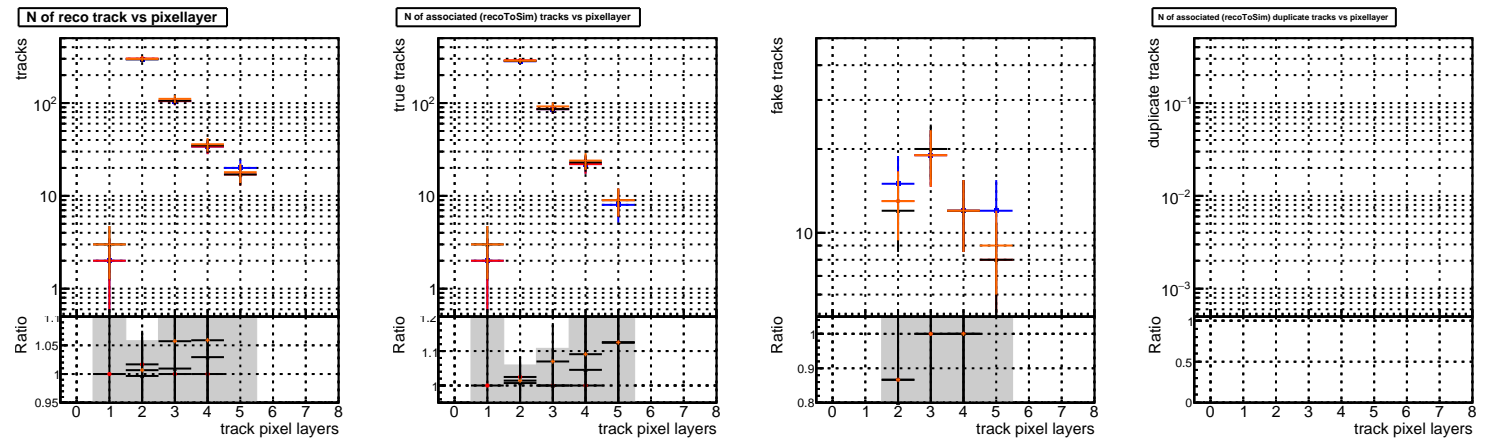 N of reco track vs pixellayer
tracks
10²
10
1
Ratio
1.1
1.05
1
0.95
0 1 2 3 4 5 6 7 8
track pixel layers
N of associated (recoToSim) tracks vs pixellayer
true tracks
10²
10
1
Ratio
1.2
1.1
1
0 1 2 3 4 5 6 7 8
track pixel layers
fake tracks
10
Ratio
1
0.9
0.8
0 1 2 3 4 5 6 7 8
track pixel layers
N of associated (recoToSim) duplicate tracks vs pixellayer
duplicate tracks
10⁻¹
10⁻²
10⁻³
Ratio
1
0.5
0
0 1 2 3 4 5 6 7 8
track pixel layers